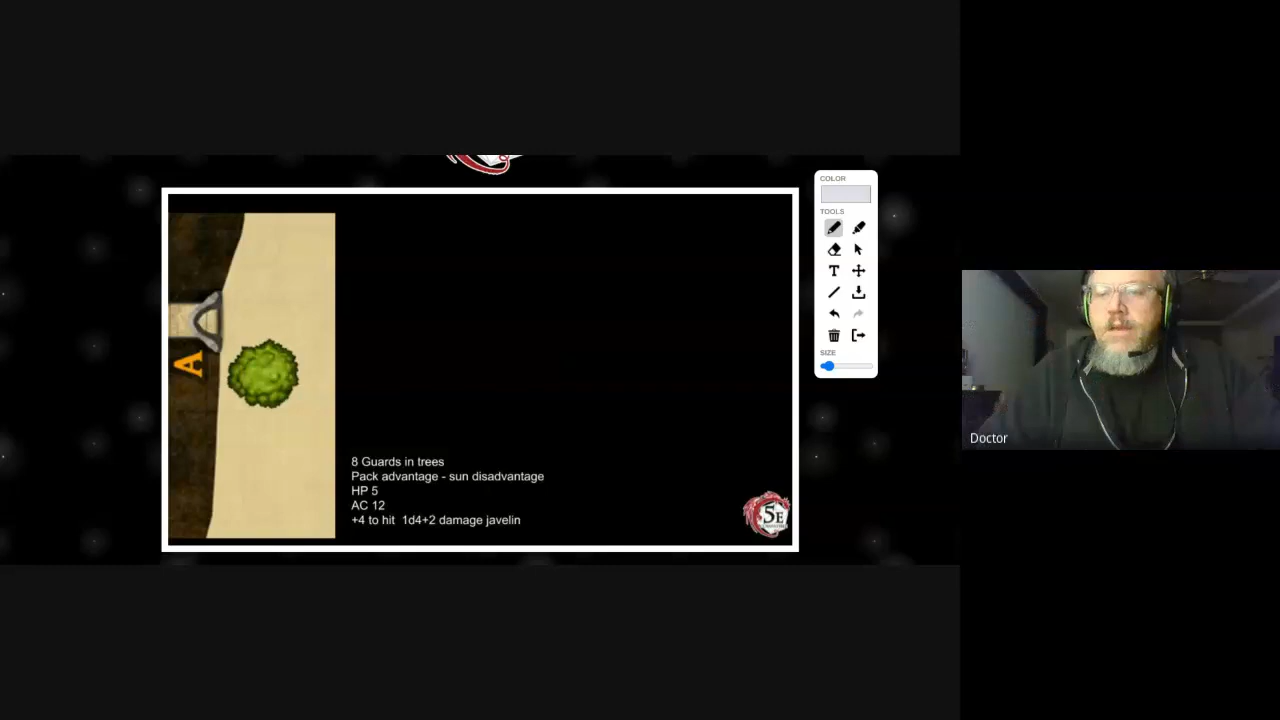 COLOR
TOOLS
T
SIZE
A
8 Guards in trees
Pack advantage - sun disadvantage
HP 5
AC 12
+4 to hit  1d4+2 damage javelin
5E
Doctor